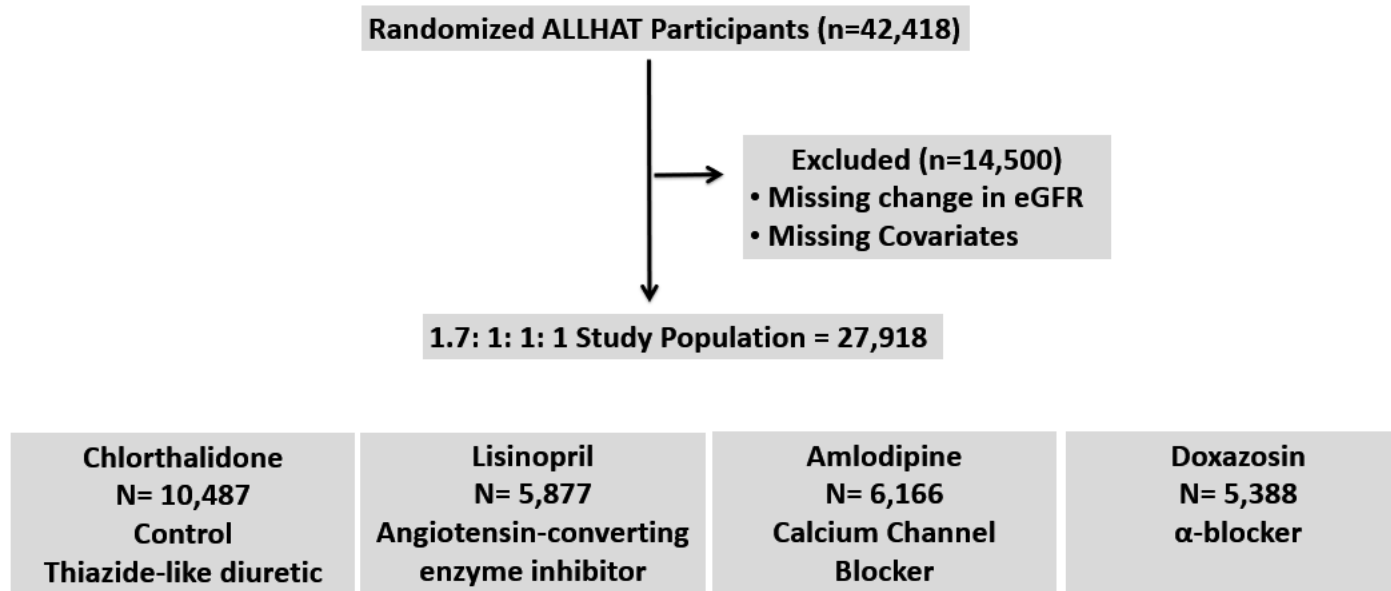 Randomized ALLHAT Participants (n=42,418)
Excluded (n=14,500)
• Missing change in eGFR
• Missing Covariates
1.7: 1: 1: 1 Study Population = 27,918
Chlorthalidone
N= 10,487
Control
Thiazide-like diuretic
Lisinopril
N= 5,877
Angiotensin-converting
enzyme inhibitor
Amlodipine
N= 6,166
Calcium Channel
Blocker
Doxazosin
N= 5,388
α-blocker